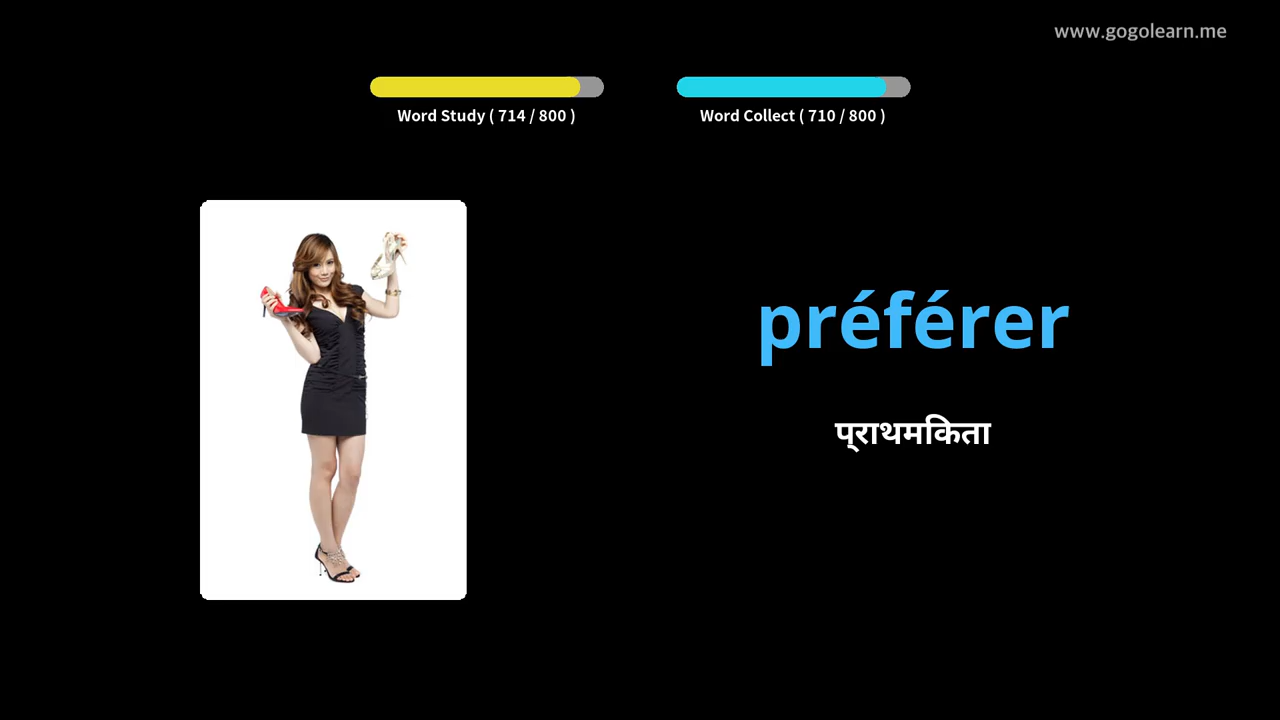 www.gogolearn.me
Word Study ( 714 / 800 )
Word Collect ( 710 / 800 )
préférer
प्राथमकिता